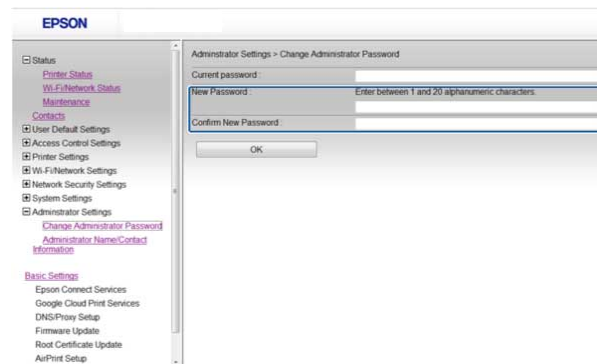 EPSON
Status
Printer Status
Wi-Fi/Network Status
Maintenance
Contacts
User Default Settings
Access Control Settings
Printer Settings
Wi-Fi/Network Settings
Network Security Settings
System Settings
Adminstrator Settings
Change Administrator Password
Administrator Name/Contact
Information
Basic Settings
Epson Connect Services
Google Cloud Print Services
DNS/Proxy Setup
Firmware Update
Root Certificate Update
AirPrint Setup
Adminstrator Settings > Change Administrator Password
Current password :
New Password : Enter between 1 and 20 alphanumeric characters.
Confirm New Password :
OK